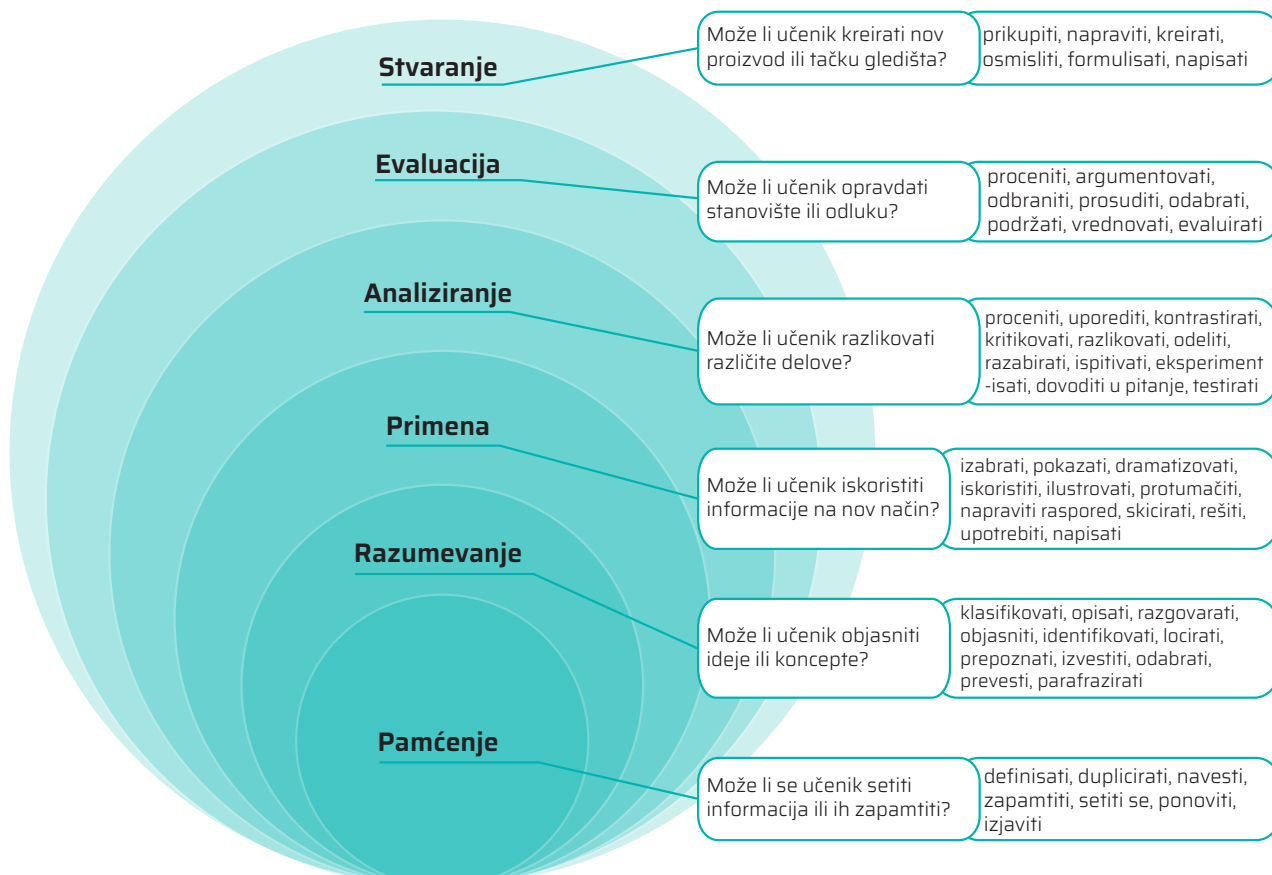 Stvaranje
Može li učenik kreirati nov
proizvod ili tačku gledišta?
prikupiti, napraviti, kreirati,
osmisliti, formulisati, napisati
Evaluacija
Može li učenik opravdati
stanovište ili odluku?
proceniti, argumentovati,
odbraniti, prosuditi, odabrati,
podržati, vrednovati, evaluirati
Analiziranje
Može li učenik razlikovati
različite delove?
proceniti, uporediti, kontrastirati,
kritikovati, razlikovati, odeliti,
razabirati, ispitivati, eksperiment
-isati, dovoditi u pitanje, testirati
Primena
Može li učenik iskoristiti
informacije na nov način?
izabrati, pokazati, dramatizovati,
iskoristiti, ilustrovati, protumačiti,
napraviti raspored, skicirati, rešiti,
upotrebiti, napisati
Razumevanje
Može li učenik objasniti
ideje ili koncepte?
klasifikovati, opisati, razgovarati,
objasniti, identifikovati, locirati,
prepoznati, izvestiti, odabrati,
prevesti, parafrazirati
Pamćenje
Može li se učenik setiti
informacija ili ih zapamtiti?
definisati, duplicirati, navesti,
zapamtiti, setiti se, ponoviti,
izjaviti